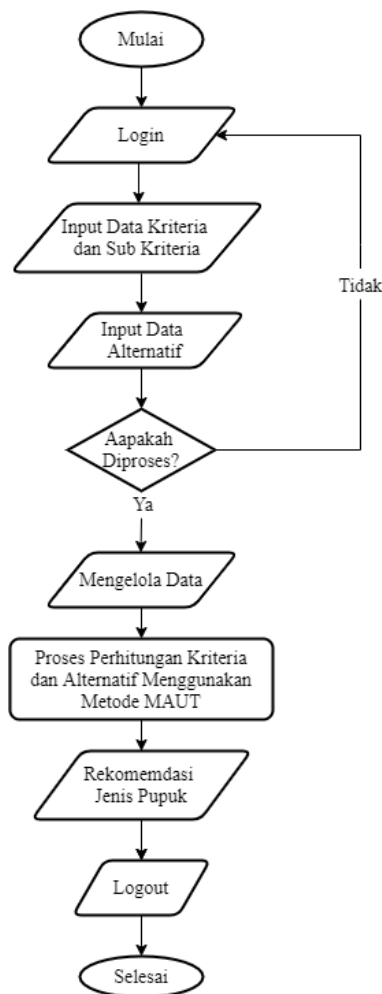 Mulai
Login
Input Data Kriteria
dan Sub Kriteria
Tidak
Input Data
Alternatif
Aapakah
Diproses?
Ya
Mengelola Data
Proses Perhitungan Kriteria
dan Alternatif Menggunakan
Metode MAUT
Rekomemdasi
Jenis Pupuk
Logout
Selesai